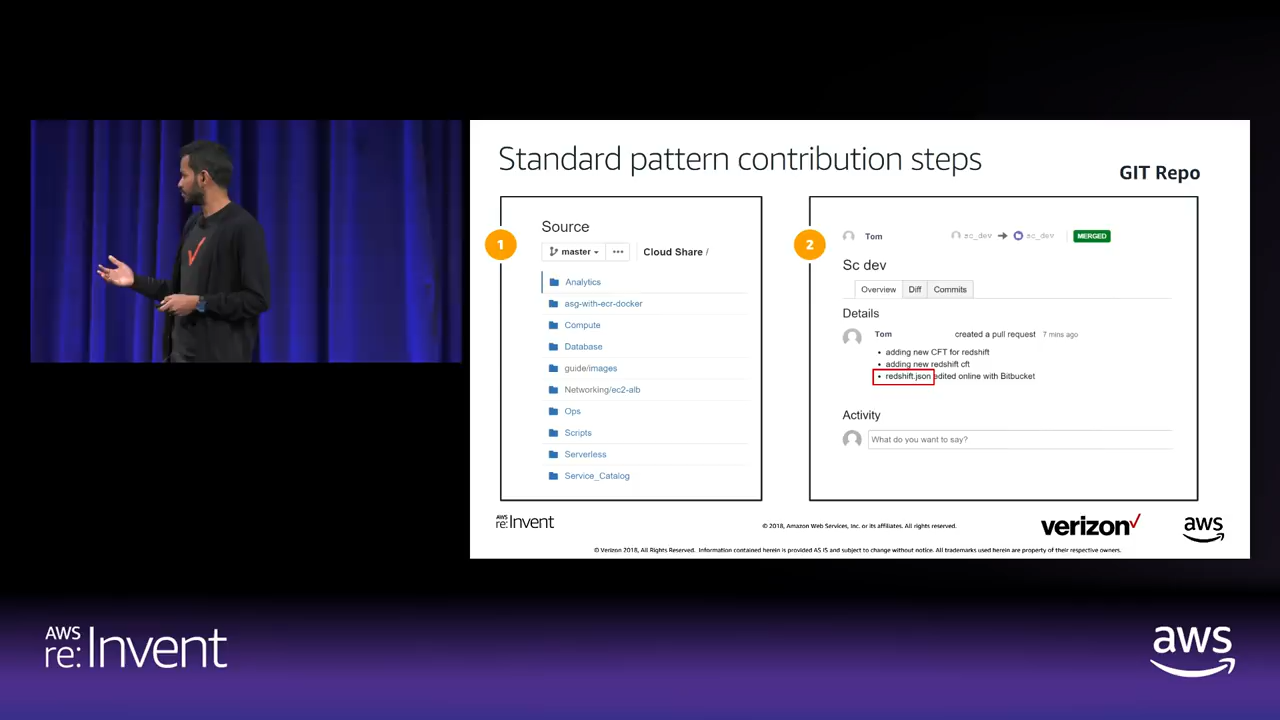 Standard pattern contribution steps
GIT Repo
1
Source
master
Cloud Share /
Analytics
asg-with-ecr-docker
Compute
Database
guide/images
Networking/ec2-alb
Ops
Scripts
Serverless
Service_Catalog
2
Tom
sc_dev
sc_dev
MERGED
Sc dev
Overview
Diff
Commits
Details
Tom created a pull request 7 mins ago
• adding new CFT for redshift
• adding new redshift cft
• redshift.json edited online with Bitbucket
Activity
What do you want to say?
AWS
re:Invent
© 2018, Amazon Web Services, Inc. or its affiliates. All rights reserved.
verizon
aws
© Verizon 2018, All Rights Reserved. Information contained herein is provided AS IS and subject to change without notice. All trademarks used herein are property of their respective owners.
AWS
re:Invent
aws